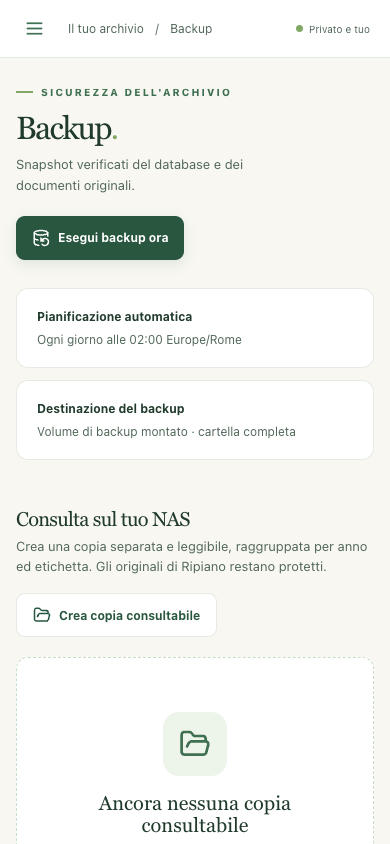 Il tuo archivio / Backup
Privato e tuo
SICUREZZA DELL'ARCHIVIO
Backup.
Snapshot verificati del database e dei
documenti originali.
Esegui backup ora
Pianificazione automatica
Ogni giorno alle 02:00 Europe/Rome
Destinazione del backup
Volume di backup montato · cartella completa
Consulta sul tuo NAS
Crea una copia separata e leggibile, raggruppata per anno
ed etichetta. Gli originali di Ripiano restano protetti.
Crea copia consultabile
Ancora nessuna copia
consultabile